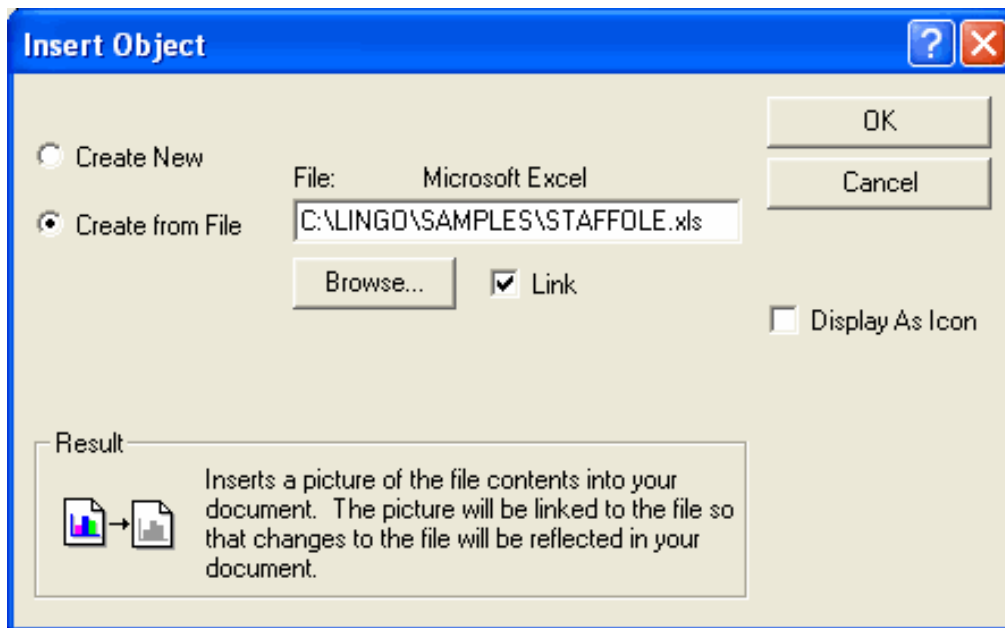 Insert Object
?
Create New
Create from File
File: Microsoft Excel
C:\LINGO\SAMPLES\STAFFOLE.xls
Browse...
Link
OK
Cancel
Display As Icon
Result
Inserts a picture of the file contents into your
document. The picture will be linked to the file so
that changes to the file will be reflected in your
document.